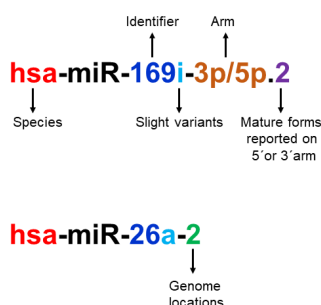 Identifier Arm
hsa-miR-169i-3p/5p.2
Species Slight variants Mature forms
reported on
5´or 3´arm
hsa-miR-26a-2
Genome
locations